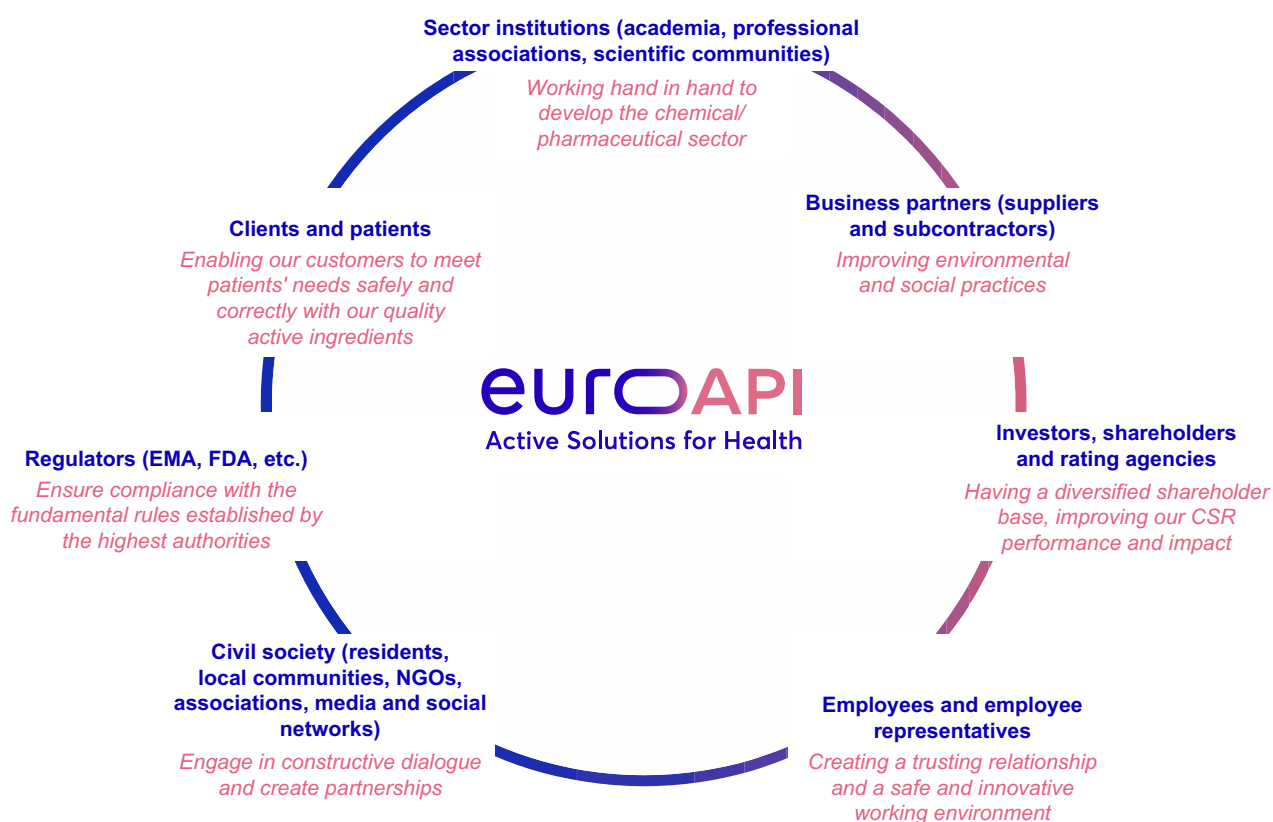 Sector institutions (academia, professional
associations, scientific communities)
Working hand in hand to
develop the chemical/
pharmaceutical sector
Business partners (suppliers
and subcontractors)
Improving environmental
and social practices
Clients and patients
Enabling our customers to meet
patients' needs safely and
correctly with our quality
active ingredients
euroAPI
Active Solutions for Health
Investors, shareholders
and rating agencies
Having a diversified shareholder
base, improving our CSR
performance and impact
Regulators (EMA, FDA, etc.)
Ensure compliance with the
fundamental rules established by
the highest authorities
Civil society (residents,
local communities, NGOs,
associations, media and social
networks)
Engage in constructive dialogue
and create partnerships
Employees and employee
representatives
Creating a trusting relationship
and a safe and innovative
working environment